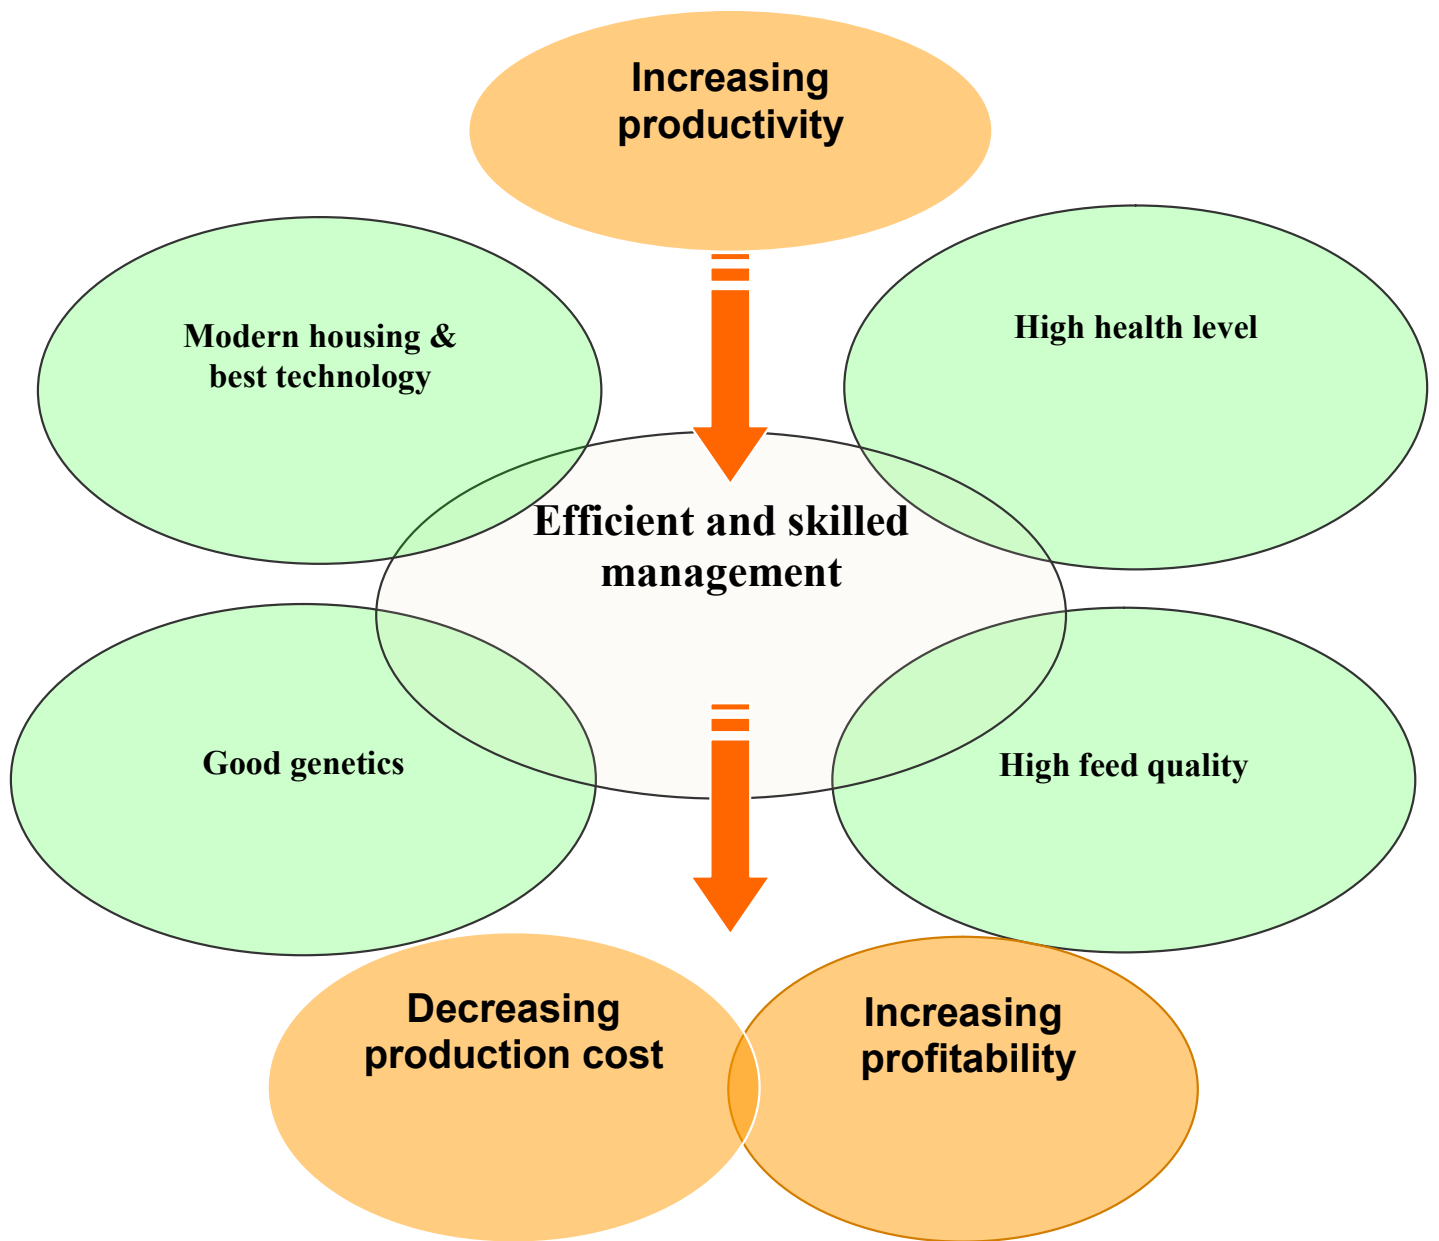 Increasing
productivity
Modern housing &
best technology
High health level
Efficient and skilled
management
Good genetics
High feed quality
Decreasing
production cost
Increasing
profitability